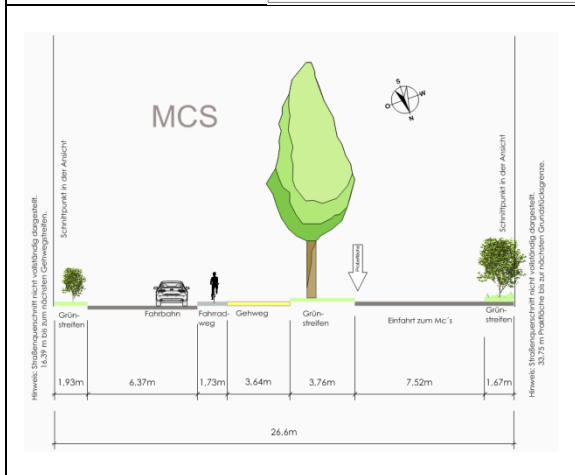 MCS
S
W
O
N
Schnittpunkt in der Ansicht
Hinweis: Straßenquerschnitt nicht vollständig dargestellt.
16,39 m bis zum nächsten Gehwegstreifen.
Schnittpunkt in der Ansicht
Hinweis: Straßenquerschnitt nicht vollständig dargestellt.
33,75 m Prakfläche bis zur nächsten Grundstücksgrenze.
Probefläche
Grün-
streifen
Fahrbahn
Fahrrad-
weg
Gehweg
Grün-
streifen
Einfahrt zum Mc´s
Grün-
streifen
1,93m
6,37m
1,73m
3,64m
3,76m
7,52m
1,67m
26,6m